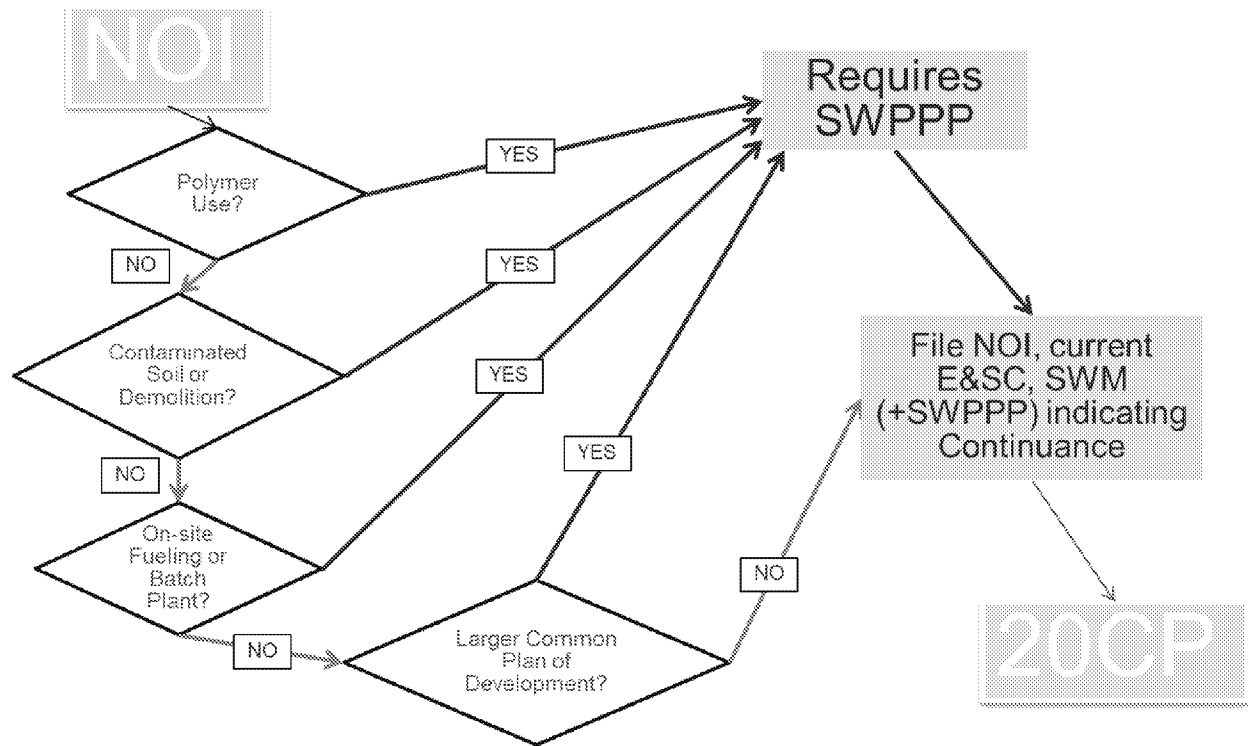 NOI
Requires
SWPPP
YES
Polymer
Use?
NO
YES
Contaminated
Soil or
Demolition?
File NOI, current
E&SC, SWM
(+SWPPP) indicating
Continuance
YES
YES
NO
On-site
Fueling or
Batch
Plant?
NO
NO
Larger Common
Plan of
Development?
20CP